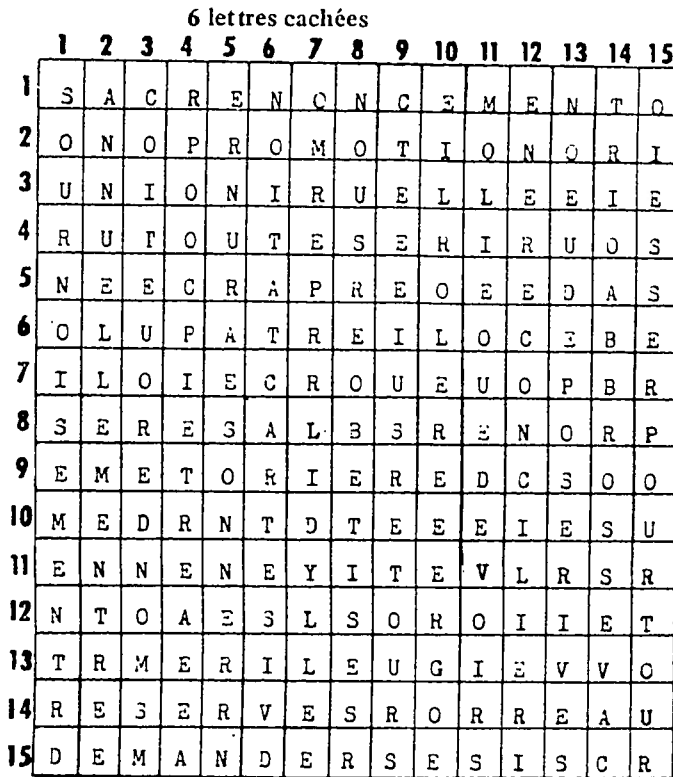 6 lettres cachées
1 2 3 4 5 6 7 8 9 10 11 12 13 14 15
1 S A C R E N O N C E M E N T O
2 O N O P R O M O T I O N O R I
3 U N I O N I R U E L L E E I E
4 R U T O U T E S E H I R U O S
5 N E E C R A P R E O E E D A S
6 O L U P A T R E I L O C E B E
7 I L O I E C R O U E U O P B R
8 S E R E S A L B S R E N O R P
9 E M E T O R I E R E D C S O O
10 M E D R N T D T E E E I E S U
11 E N N E N E Y I T E V L R S R
12 N T O A E S L S O R O I I E T
13 T R M E R I L E U G I E V V O
14 R E S E R V E S R O R R E A U
15 D E M A N D E R S E S I S C R